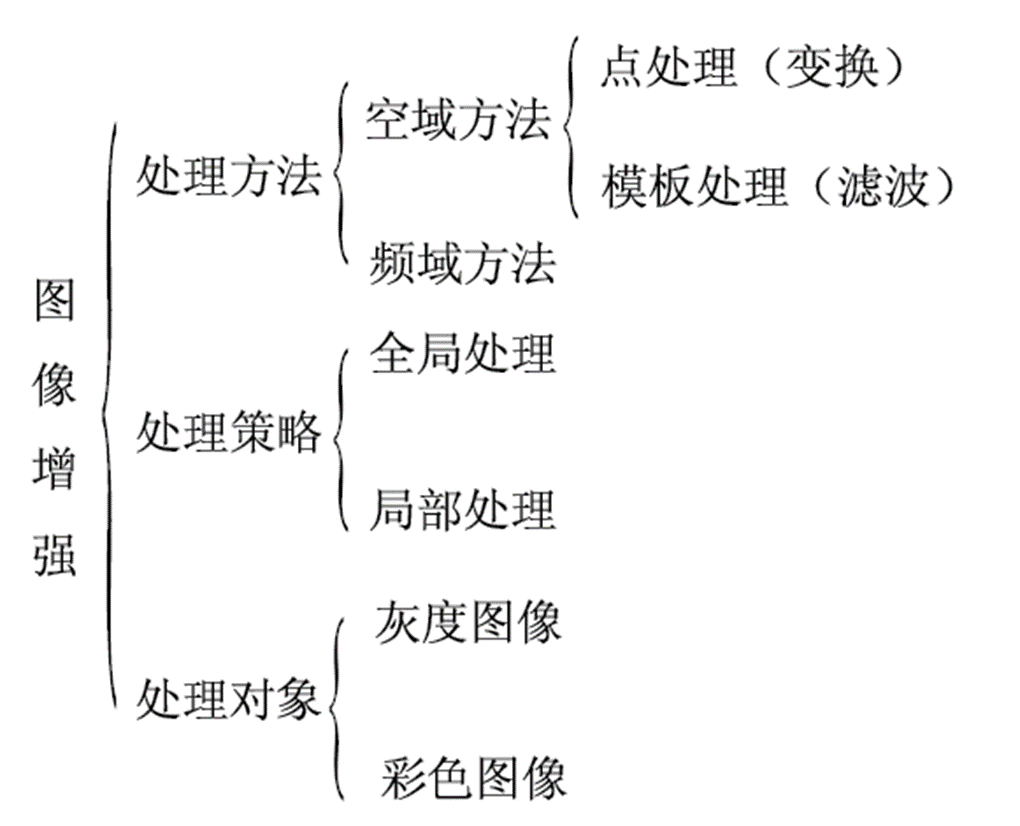 图像增强
处理方法
空域方法
点处理（变换）
模板处理（滤波）
频域方法
处理策略
全局处理
局部处理
处理对象
灰度图像
彩色图像